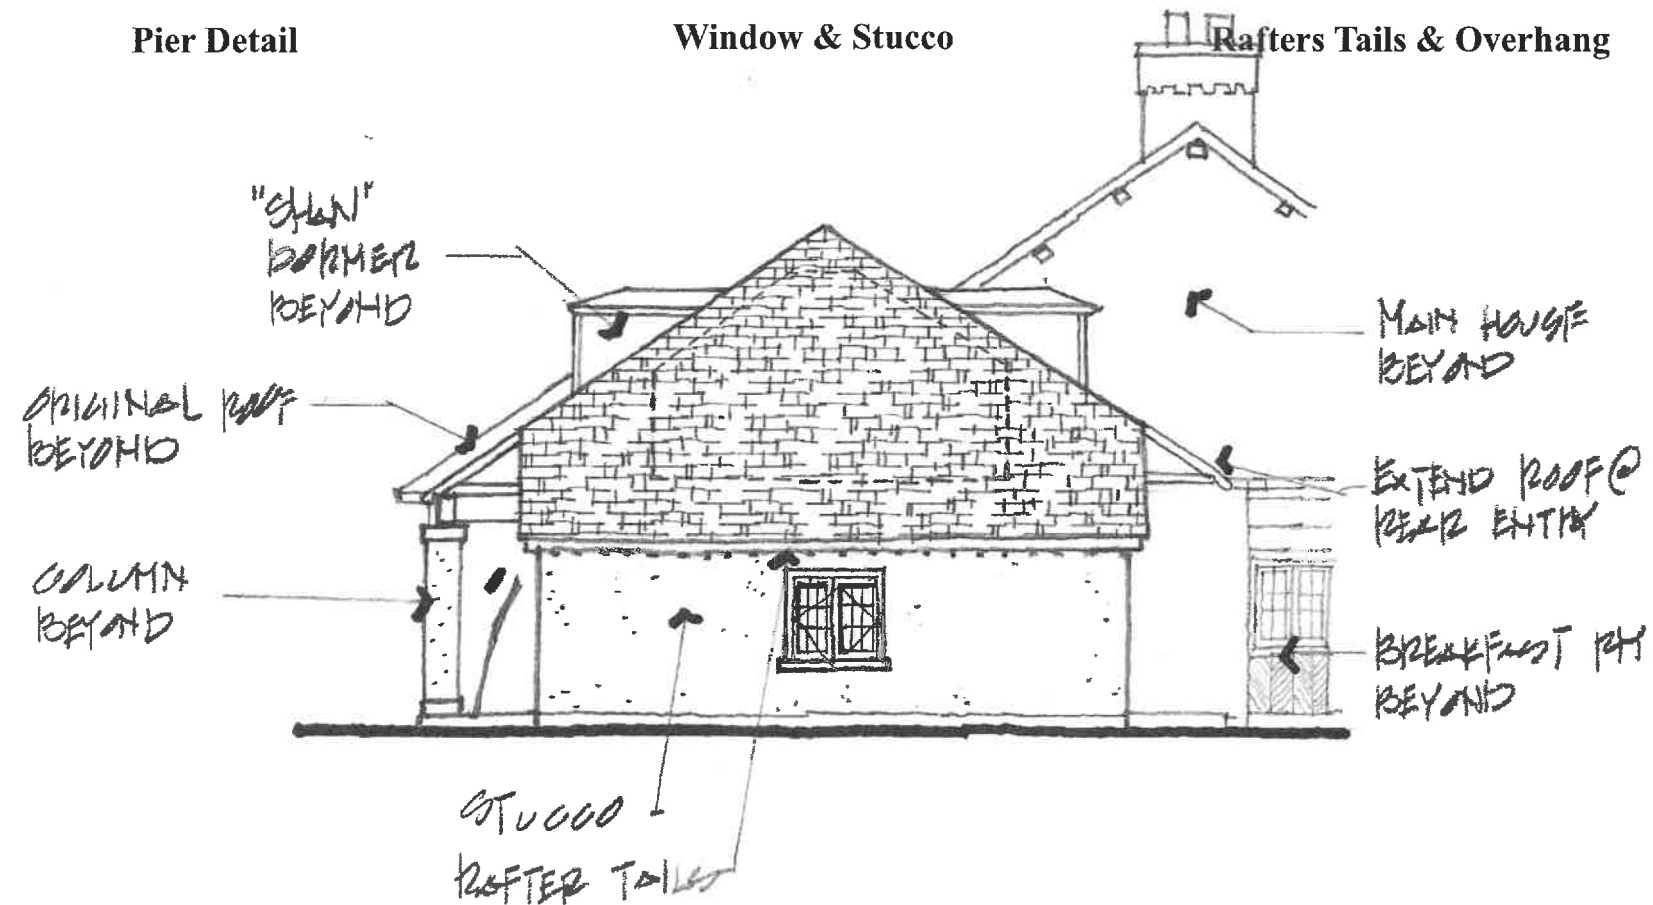 Pier Detail
Window & Stucco
Rafters Tails & Overhang
"SHAN"
DORMER
BEYOND
MAIN HOUSE
BEYOND
ORIGINAL ROOF
BEYOND
EXTEND ROOF @
REAR ENTRY
COLUMN
BEYOND
BREAKFAST RM
BEYOND
STUCCO
RAFTER TAILS